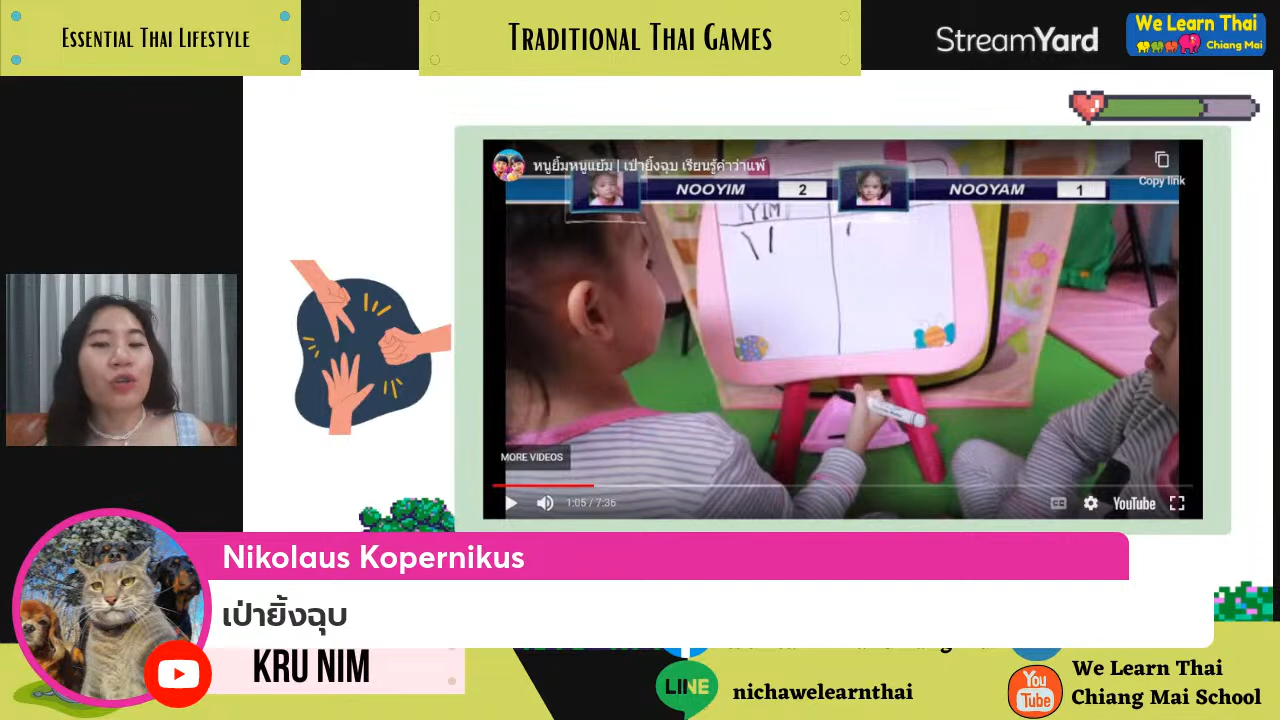 ESSENTIAL THAI LIFESTYLE
TRADITIONAL THAI GAMES
StreamYard
We Learn Thai
Chiang Mai
หนูยิ้มหนูแย้ม | เป่ายิ้งฉุบ เรียนรู้คำว่าแพ้
Copy link
NOOYIM 2 NOOYAM 1
YIM
MORE VIDEOS
1:05 / 7:36
YouTube
Nikolaus Kopernikus
เป่ายิ้งฉุบ
KRU NIM
LINE
nichawelearnthai
You
Tube
We Learn Thai
Chiang Mai School